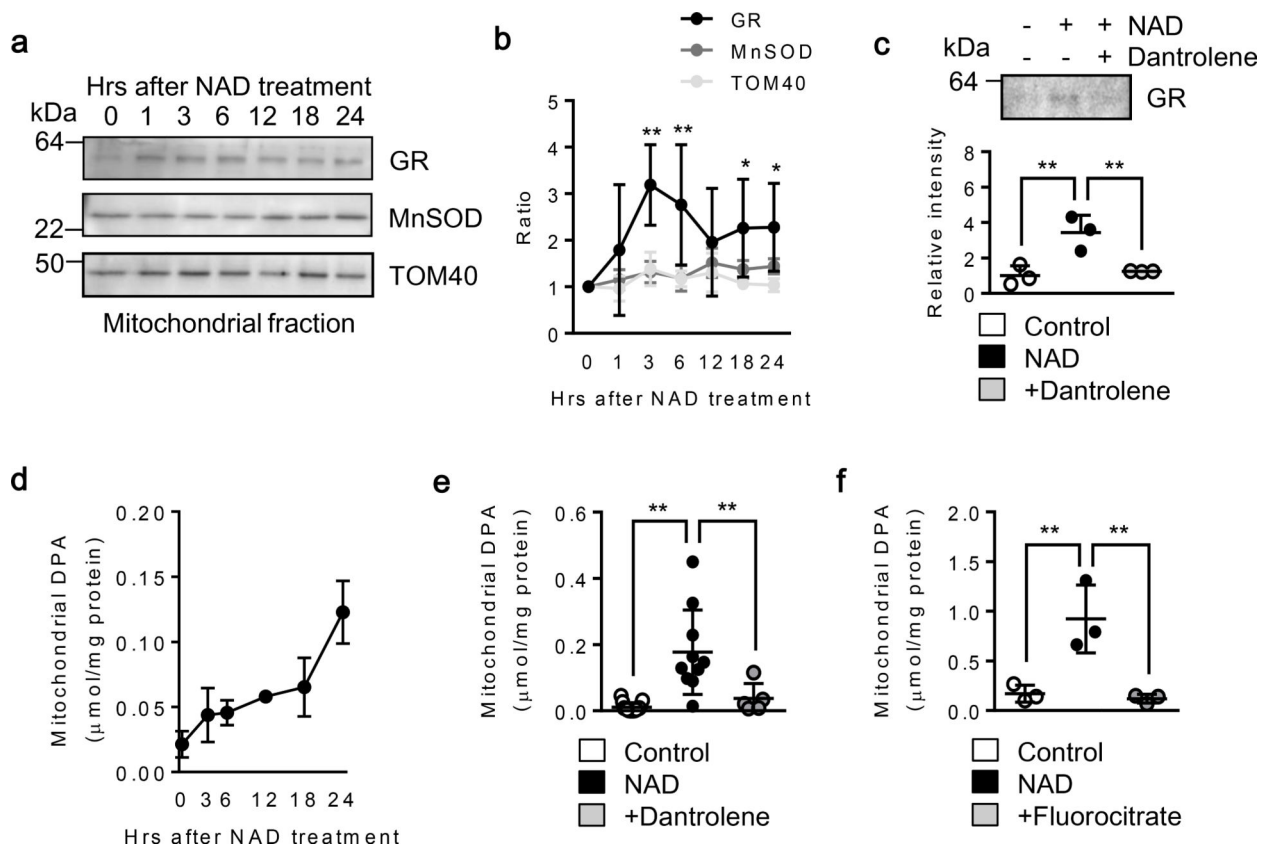 a
Hrs after NAD treatment
kDa 0 1 3 6 12 18 24
64
GR
MnSOD
22
50
TOM40
Mitochondrial fraction
b
GR
MnSOD
TOM40
Ratio
5
4
3
2
1
0
** ** * *
0 1 3 6 12 18 24
Hrs after NAD treatment
c
- + + NAD
kDa - - + Dantrolene
64
GR
Relative intensity
8
6
4
2
0
** **
Control
NAD
+Dantrolene
d
Mitochondrial DPA
(μmol/mg protein)
0.20
0.15
0.10
0.05
0.00
0 3 6 12 18 24
Hrs after NAD treatment
e
Mitochondrial DPA
(μmol/mg protein)
0.6
0.4
0.2
0.0
** **
Control
NAD
+Dantrolene
f
Mitochondrial DPA
(μmol/mg protein)
2.0
1.5
1.0
0.5
0.0
** **
Control
NAD
+Fluorocitrate